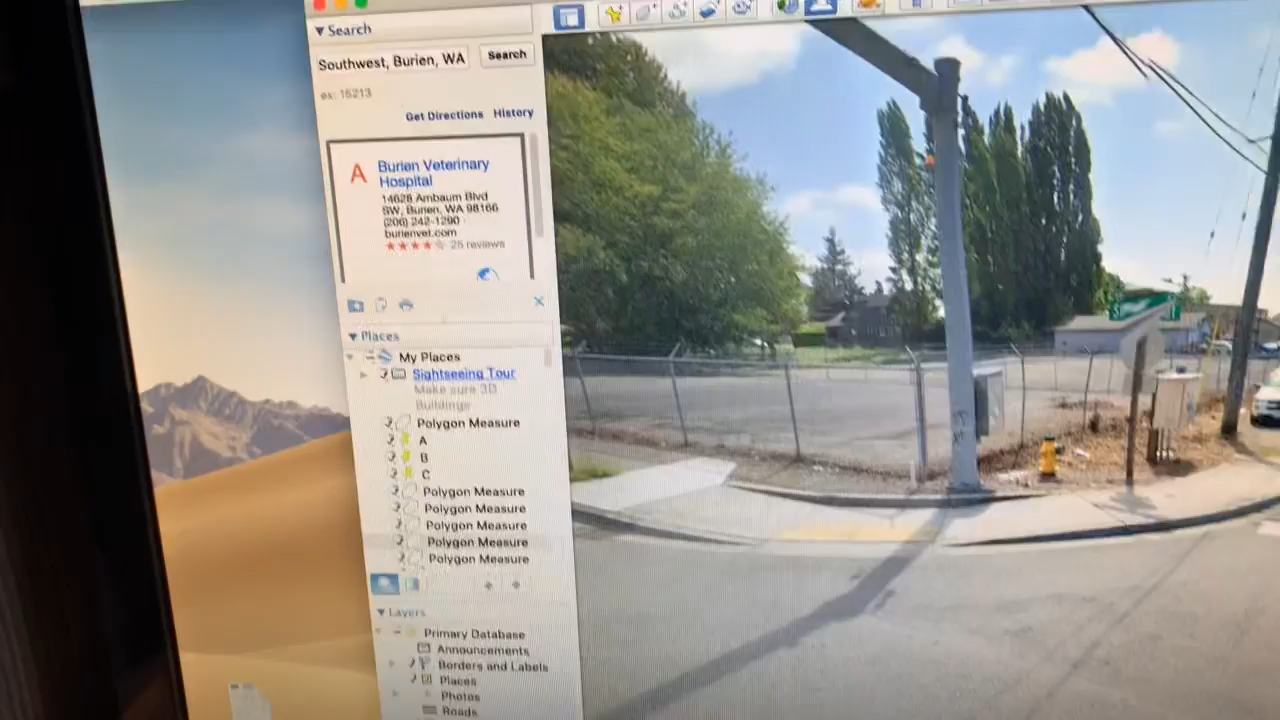 Search
Southwest, Burien, WA
Search
ex: 15213
Get Directions
History
A
Burien Veterinary
Hospital
14628 Ambaum Blvd
SW, Burien, WA 98166
(206) 242-1290 ·
burienvet.com
25 reviews
Places
My Places
Sightseeing Tour
Make sure 3D
Buildings
Polygon Measure
A
B
C
Polygon Measure
Polygon Measure
Polygon Measure
Polygon Measure
Polygon Measure
Layers
Primary Database
Announcements
Borders and Labels
Places
Photos
Roads